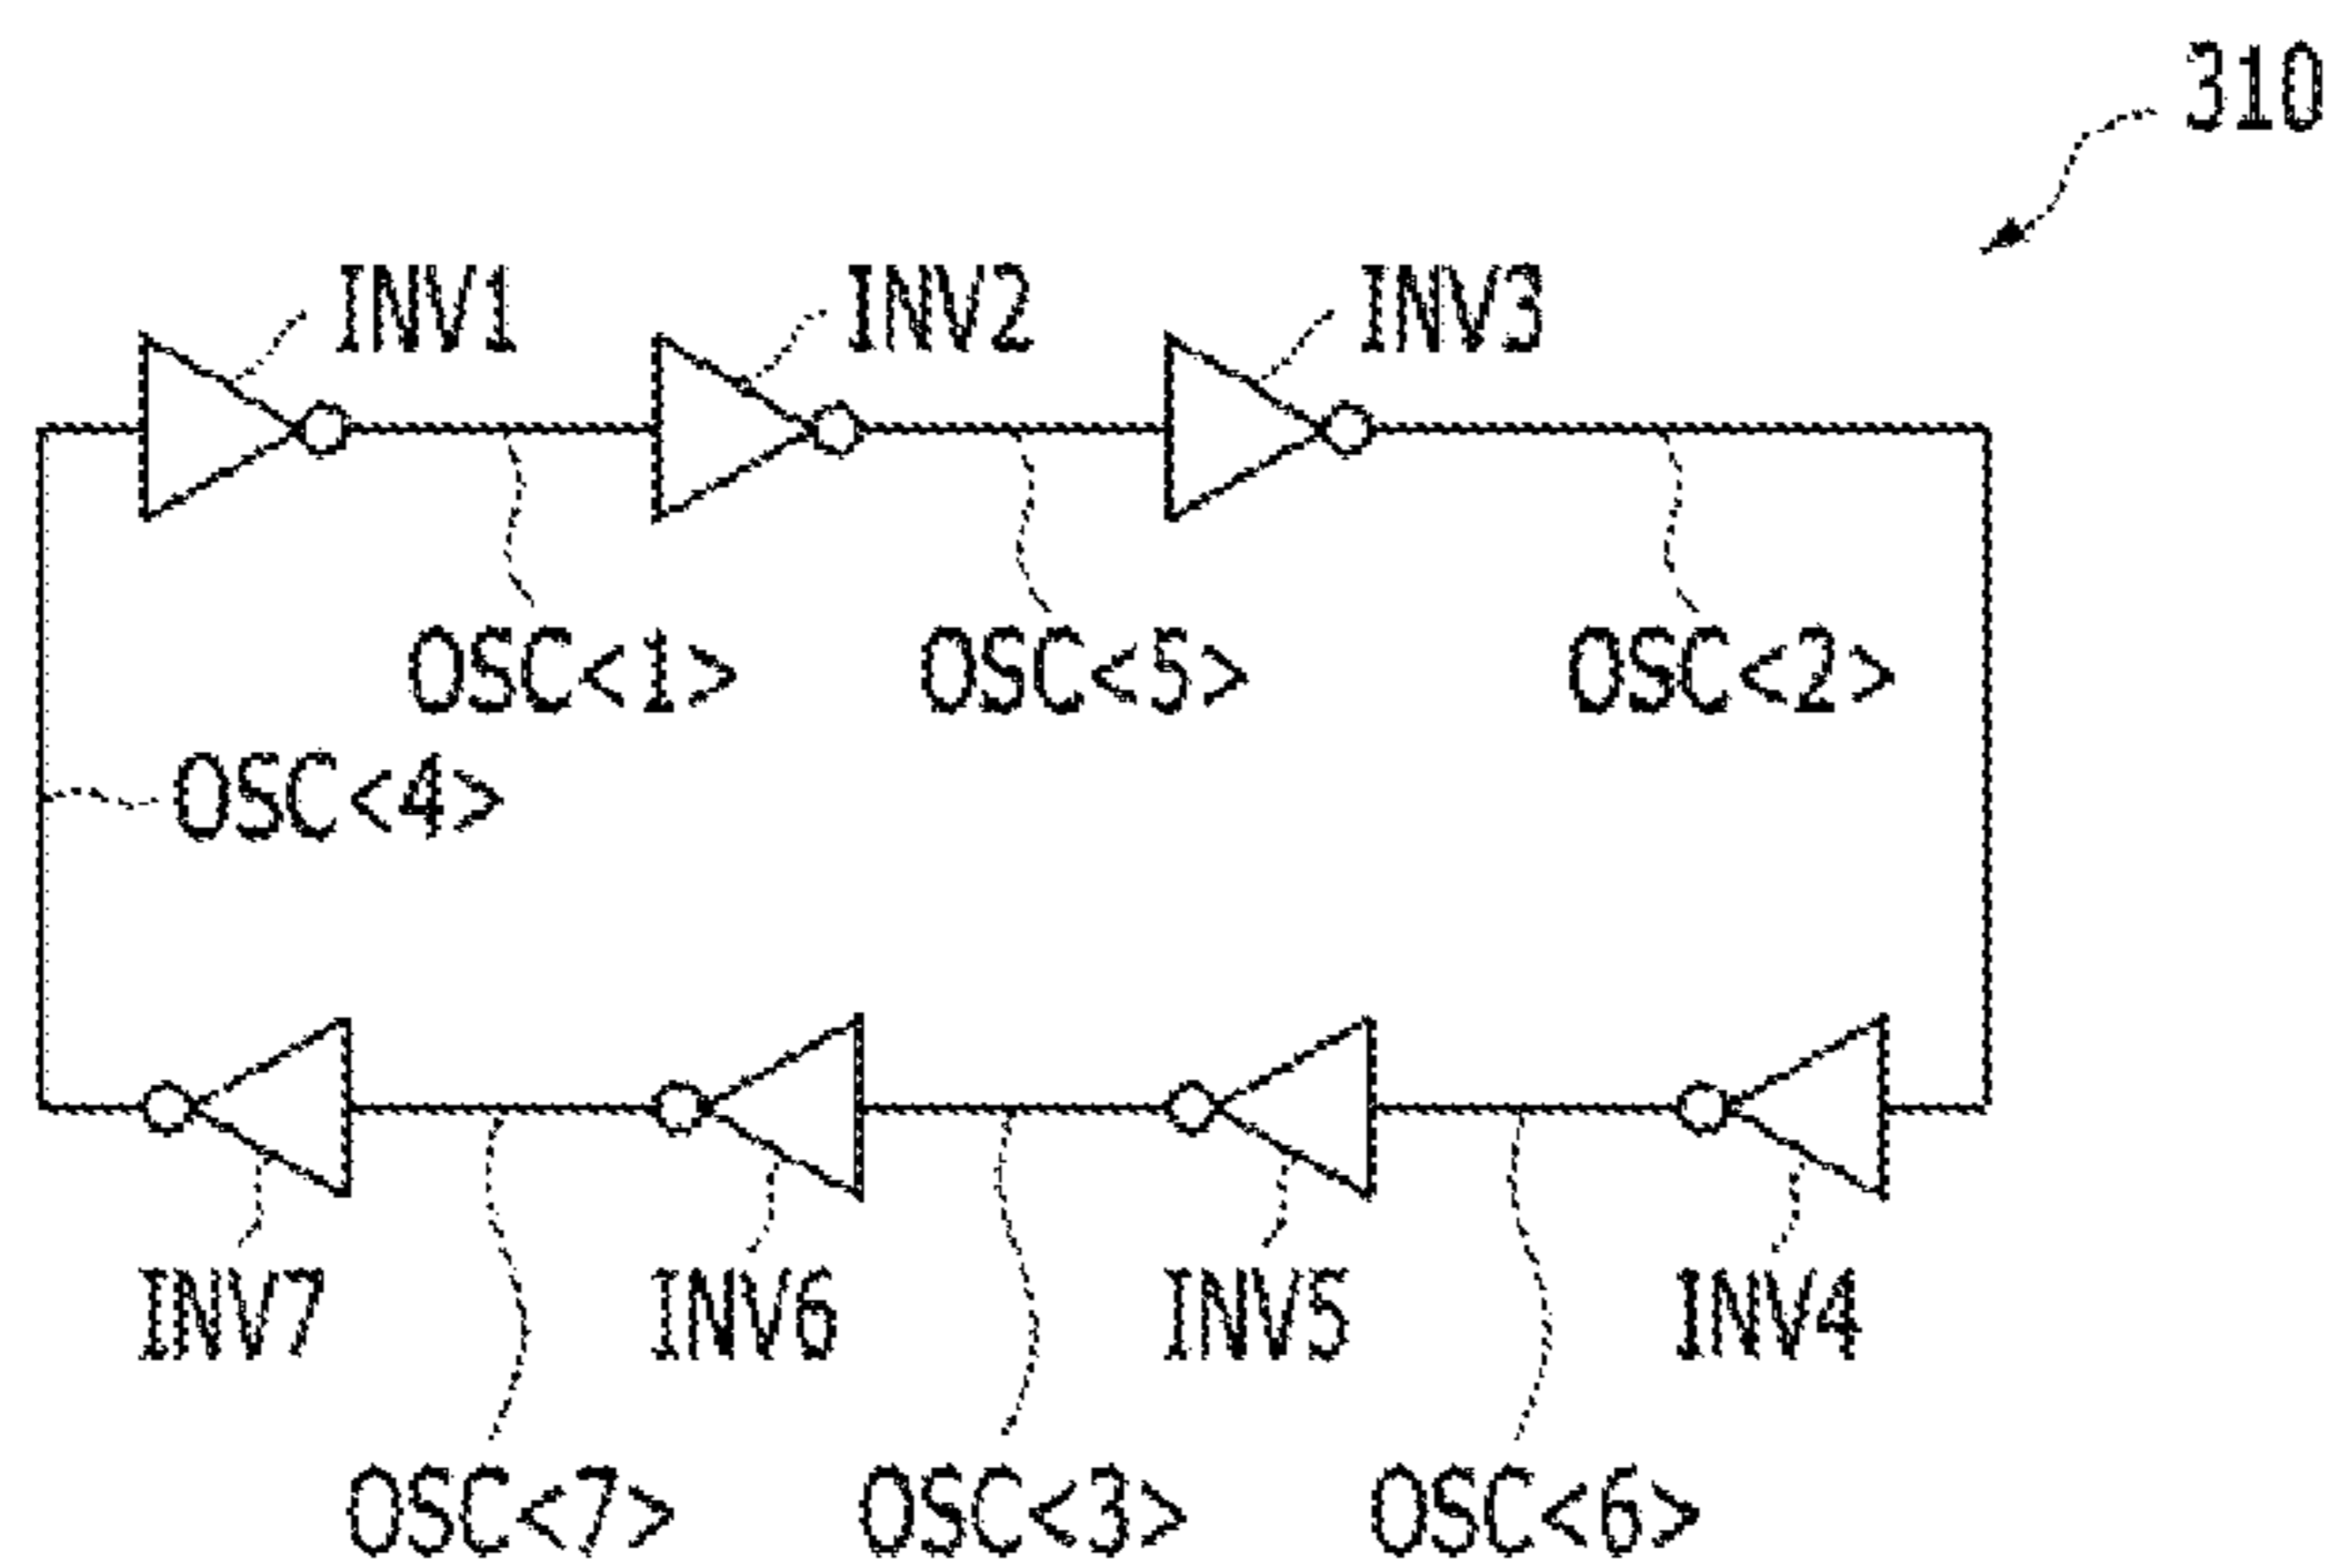 310
INV1 INV2 INV3
OSC<1> OSC<5> OSC<2>
OSC<4>
INV7 INV6 INV5 INV4
OSC<7> OSC<3> OSC<6>